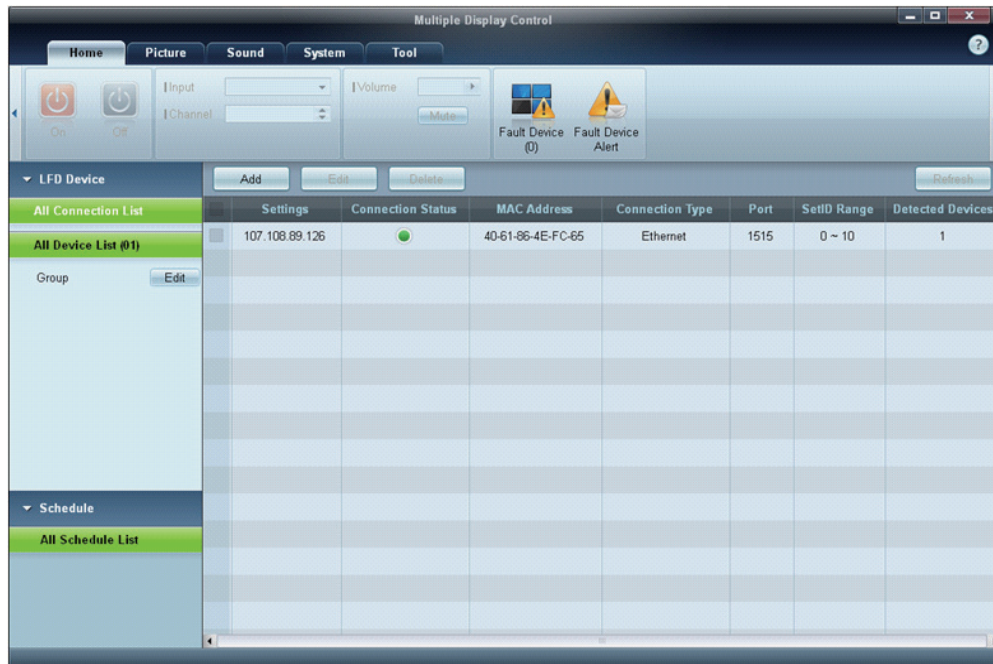 Multiple Display Control
Home Picture Sound System Tool
On Off
Input
Channel
Volume
Mute
Fault Device
(0)
Fault Device
Alert
LFD Device
All Connection List
All Device List (01)
Group Edit
Schedule
All Schedule List
Add Edit Delete Refresh
Settings Connection Status MAC Address Connection Type Port SetID Range Detected Devices
107.108.89.126 40-61-86-4E-FC-65 Ethernet 1515 0 ~ 10 1